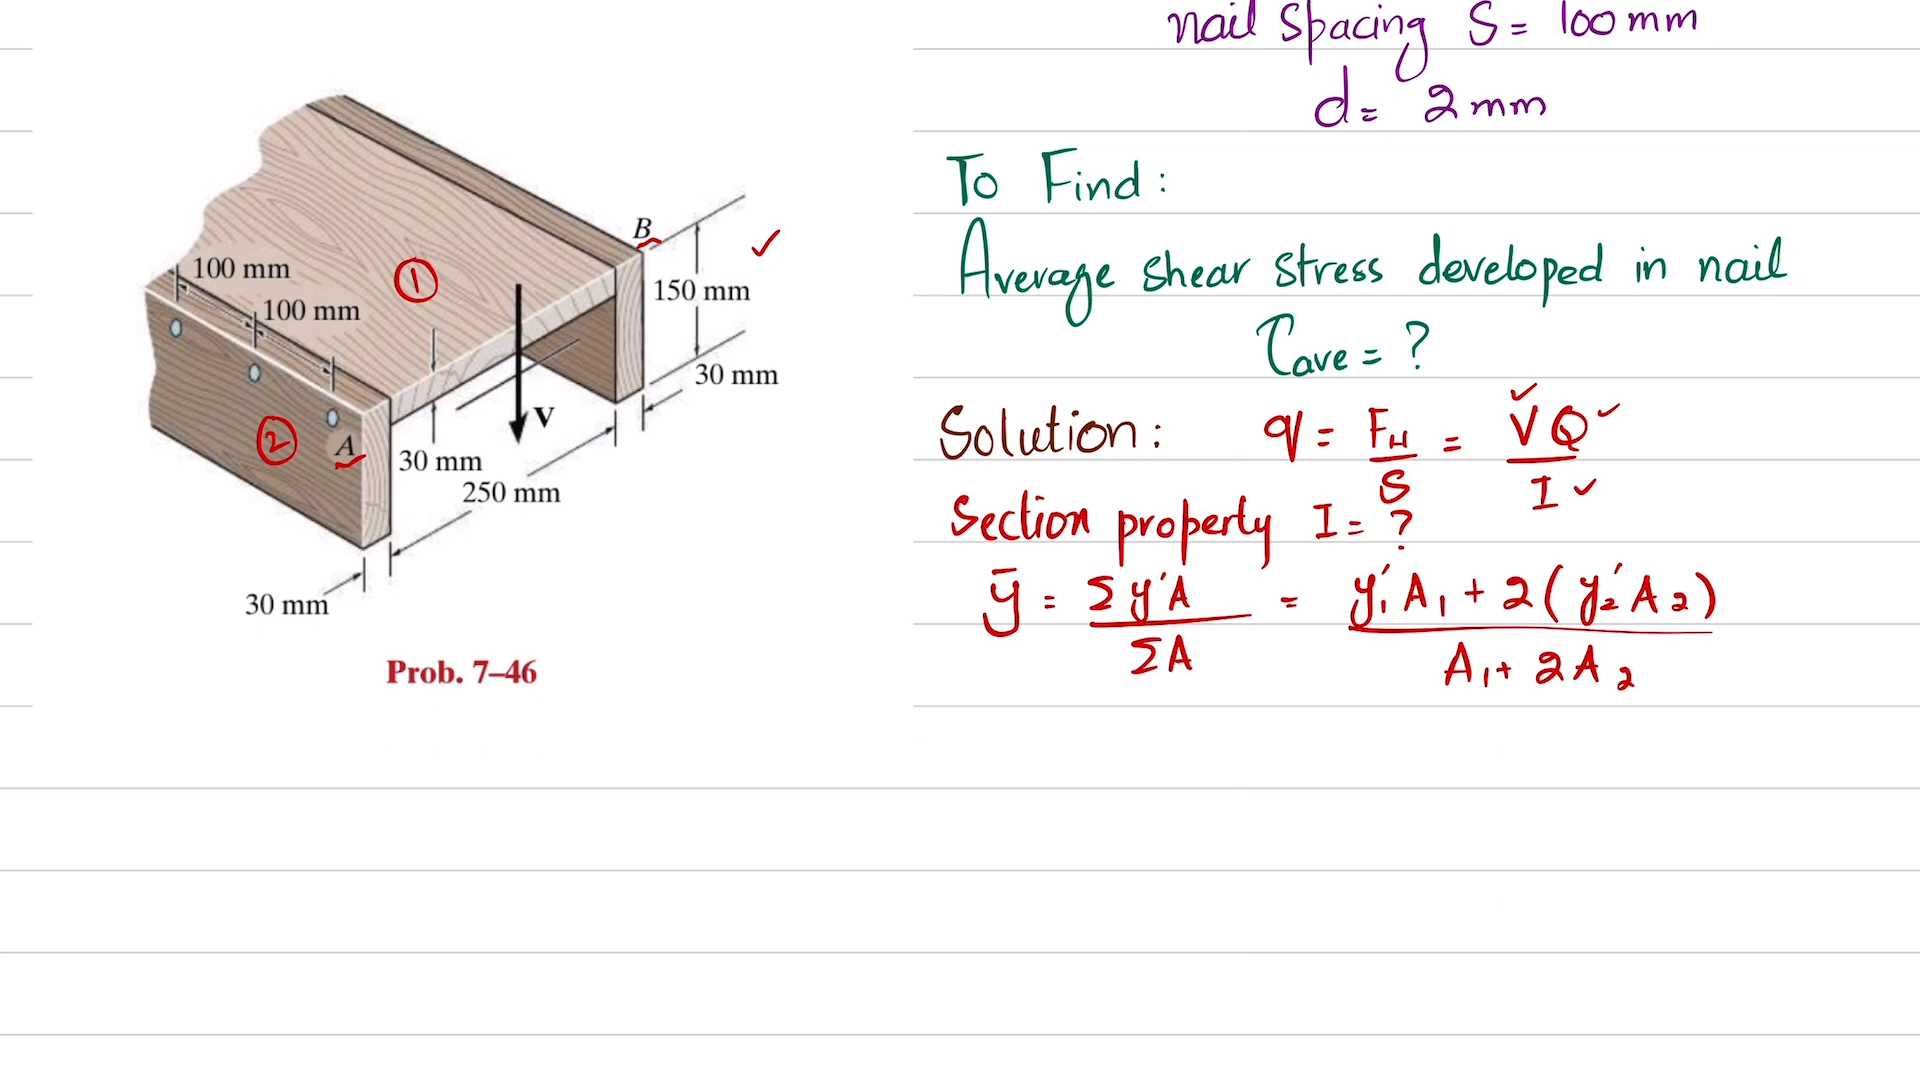 nail spacing S = 100 mm
d = 2 mm
To Find :
Average shear stress developed in nail
τave = ?
Solution : q = FH / S = VQ / I
Section property I = ?
ȳ = Σy'A / ΣA = y1'A1 + 2(y2'A2) / A1 + 2A2
B
100 mm
1
150 mm
100 mm
30 mm
V
2
A
30 mm
250 mm
30 mm
Prob. 7–46